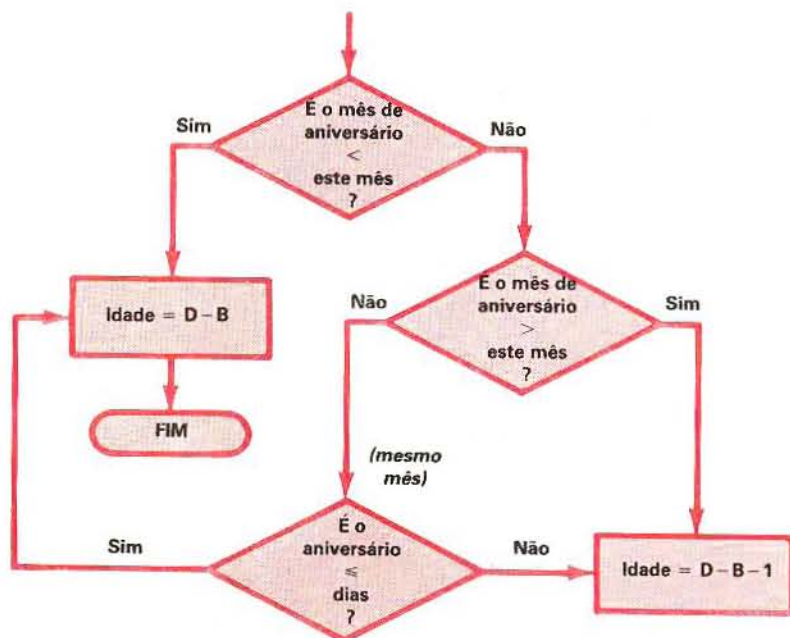 É o mês de
aniversário
<
este mês
?
Sim
Não
É o mês de
aniversário
>
este mês
?
Não
Sim
Idade = D – B
FIM
(mesmo
mês)
É o
aniversário
⩽
dias
?
Sim
Não
Idade = D – B – 1